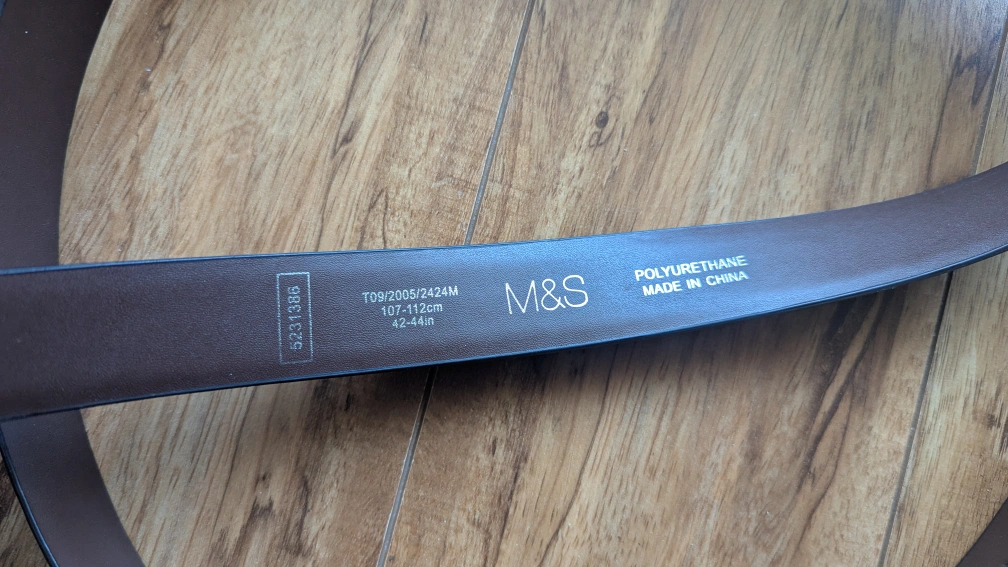 5231386
T09/2005/2424M
107-112cm
42-44in
M&S
POLYURETHANE
MADE IN CHINA